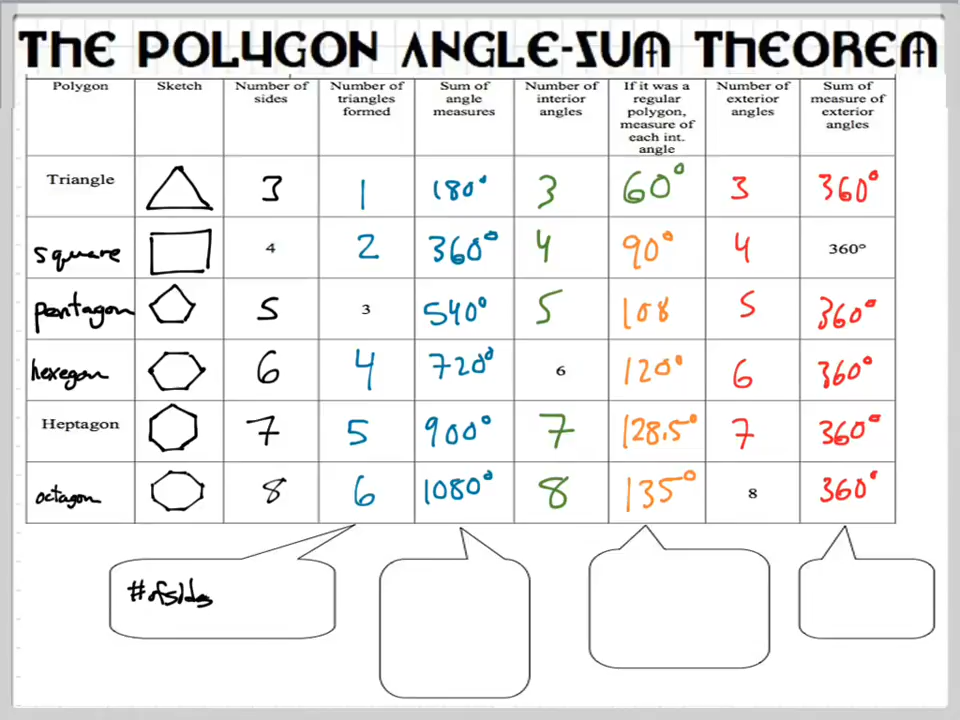 THE POLYGON ANGLE-SUM THEOREM
Polygon Sketch Number of sides Number of triangles formed Sum of angle measures Number of interior angles If it was a regular polygon, measure of each int. angle Number of exterior angles Sum of measure of exterior angles
Triangle 3 1 180° 3 60° 3 360°
square 4 2 360° 4 90° 4 360°
pentagon 5 3 540° 5 108 5 360°
hexegon 6 4 720° 6 120° 6 360°
Heptagon 7 5 900° 7 128.5° 7 360°
octagon 8 6 1080° 8 135° 8 360°
# of sides